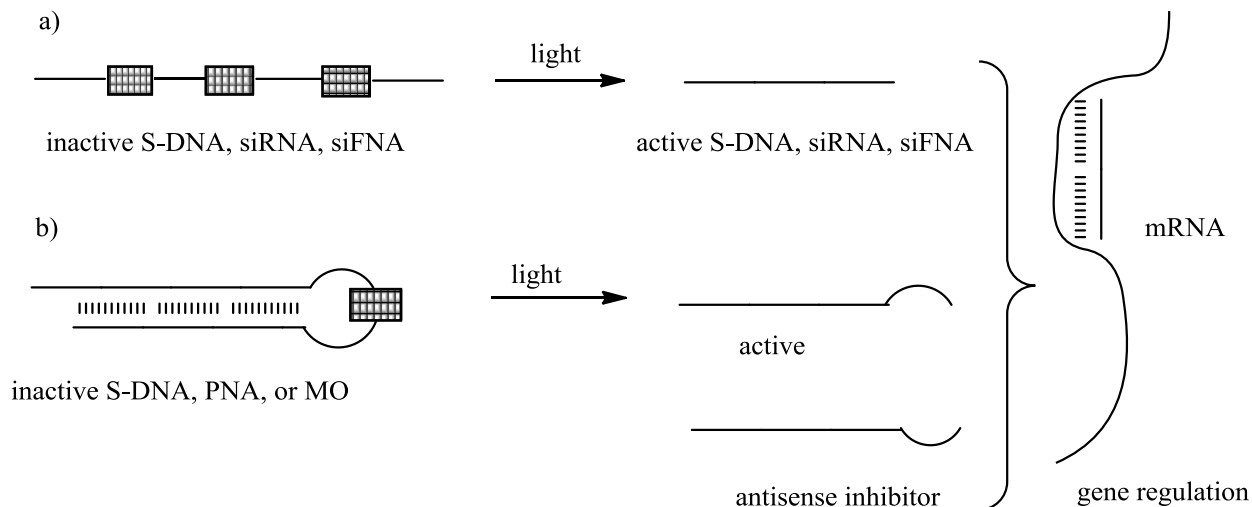 a)
light
inactive S-DNA, siRNA, siFNA
active S-DNA, siRNA, siFNA
mRNA
b)
light
active
inactive S-DNA, PNA, or MO
antisense inhibitor
gene regulation